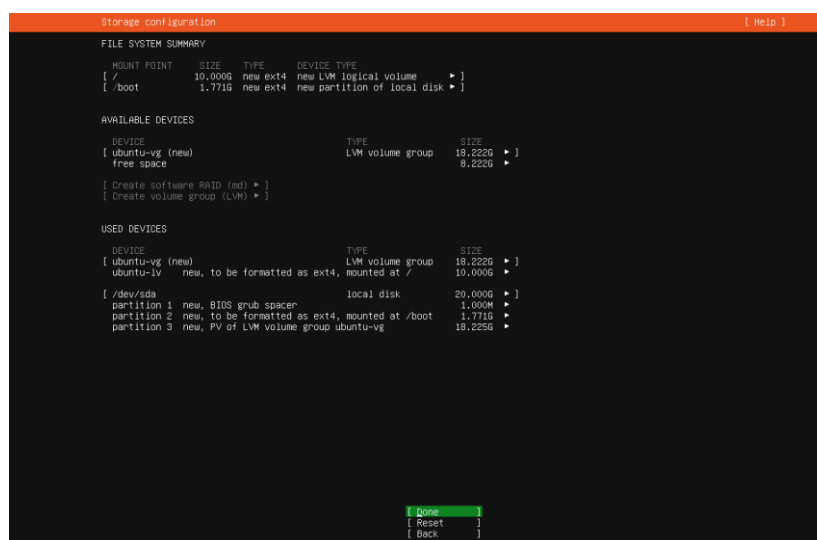 Storage configuration [ Help ]
FILE SYSTEM SUMMARY
MOUNT POINT SIZE TYPE DEVICE TYPE
[ / 10.000G new ext4 new LVM logical volume ▸ ]
[ /boot 1.771G new ext4 new partition of local disk ▸ ]
AVAILABLE DEVICES
DEVICE TYPE SIZE
[ ubuntu-vg (new) LVM volume group 18.222G ▸ ]
free space 8.222G ▸
[ Create software RAID (md) ▸ ]
[ Create volume group (LVM) ▸ ]
USED DEVICES
DEVICE TYPE SIZE
[ ubuntu-vg (new) LVM volume group 18.222G ▸ ]
ubuntu-lv new, to be formatted as ext4, mounted at / 10.000G ▸
[ /dev/sda local disk 20.000G ▸ ]
partition 1 new, BIOS grub spacer 1.000M ▸
partition 2 new, to be formatted as ext4, mounted at /boot 1.771G ▸
partition 3 new, PV of LVM volume group ubuntu-vg 18.225G ▸
[ Done ]
[ Reset ]
[ Back ]